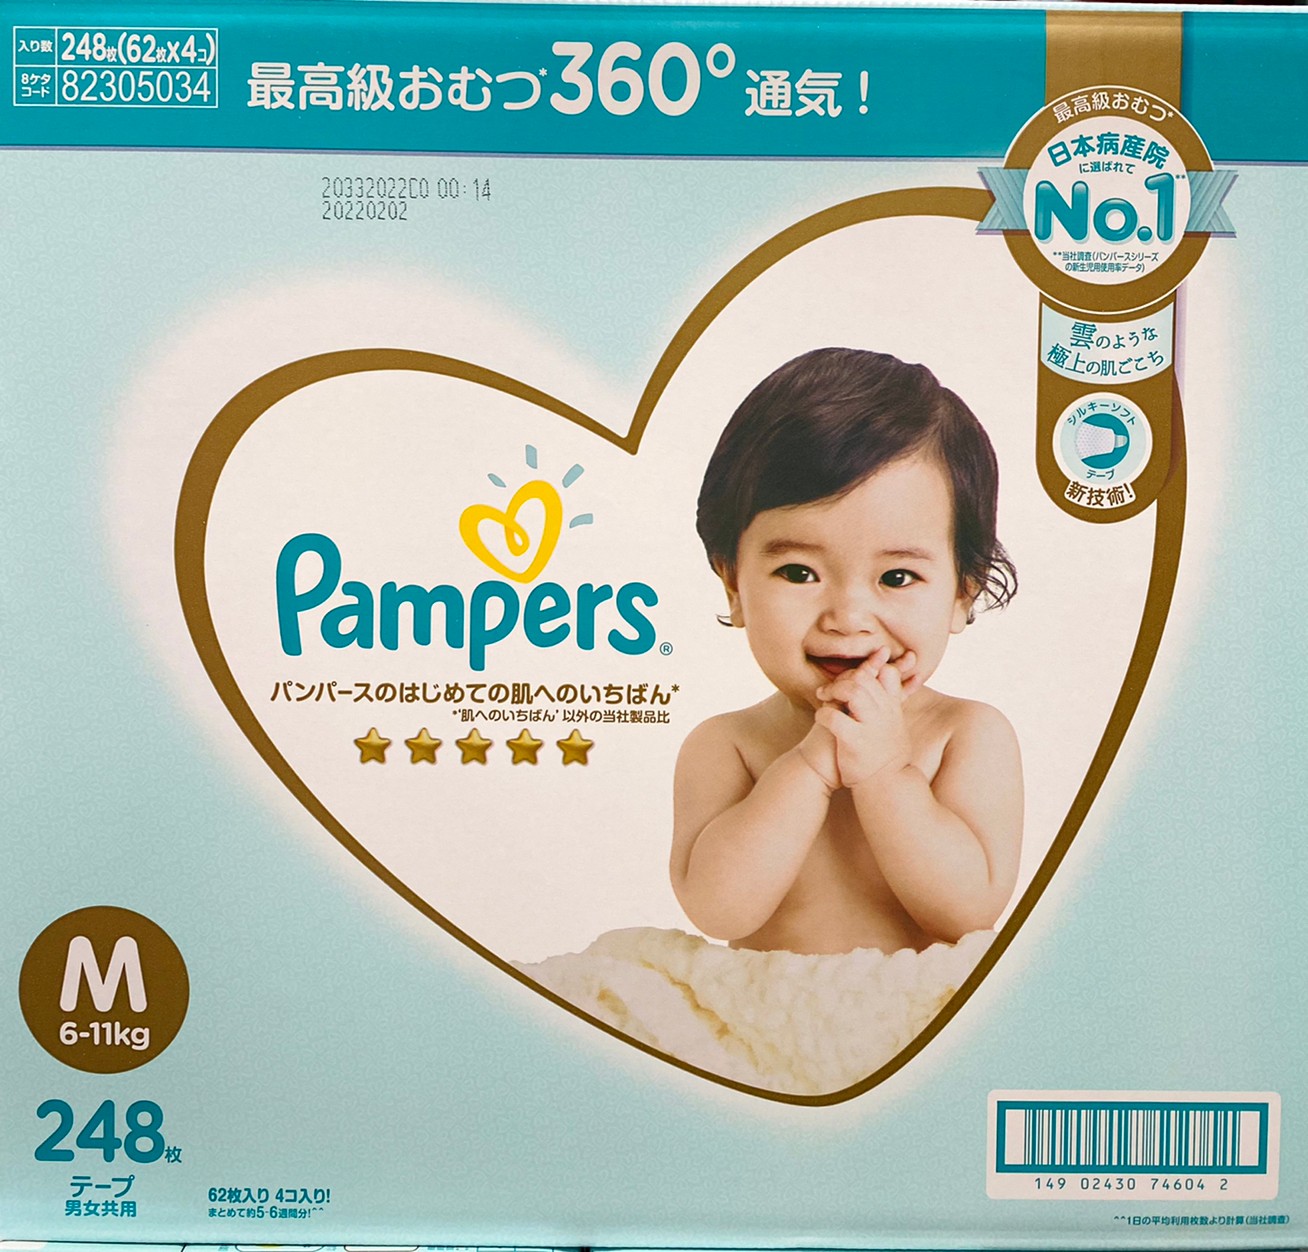 入り数 248枚(62枚×4コ)
8ケタコード 82305034
最高級おむつ*360°通気！
20332022C0 00:14
20220202
最高級おむつ*
日本病産院
に選ばれて
No.1**
**当社調査(パンパースシリーズ
の新生児用使用率データ)
雲のような
極上の肌ごこち
シルキーソフト
テープ
新技術!
Pampers®
パンパースのはじめての肌へのいちばん*
*'肌へのいちばん' 以外の当社製品比
M
6-11kg
248枚
テープ
男女共用
62枚入り 4コ入り!
まとめて約5-6週間分!^^
149 02430 74604 2
^^1日の平均利用枚数より計算(当社調査)